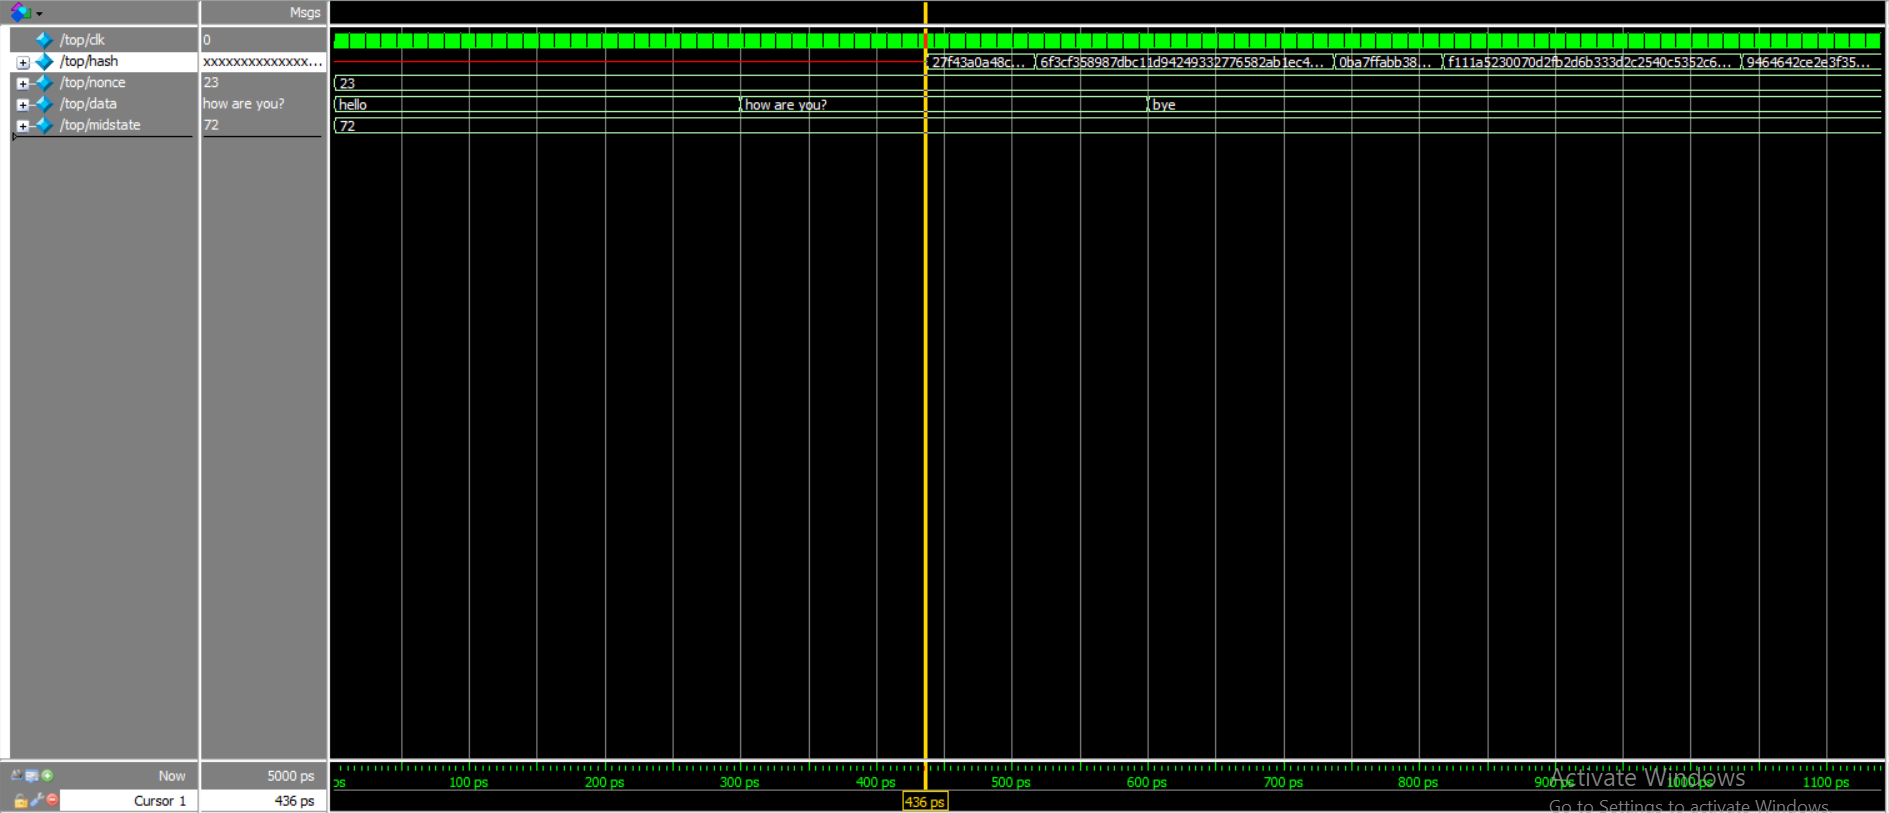 Msgs
/top/clk 0
/top/hash xxxxxxxxxxxxxx... 27f43a0a48c... 6f3cf358987dbc11d94249332776582ab1ec4... 0ba7ffabb38... f111a5230070d2fb2d6b333d2c2540c5352c6... 9464642ce2e3f35...
/top/nonce 23 23
/top/data how are you? hello how are you? bye
/top/midstate 72 72
Now 5000 ps ps 100 ps 200 ps 300 ps 400 ps 500 ps 600 ps 700 ps 800 ps 900 ps 1000 ps 1100 ps
Activate Windows
Cursor 1 436 ps 436 ps
Go to Settings to activate Windows.